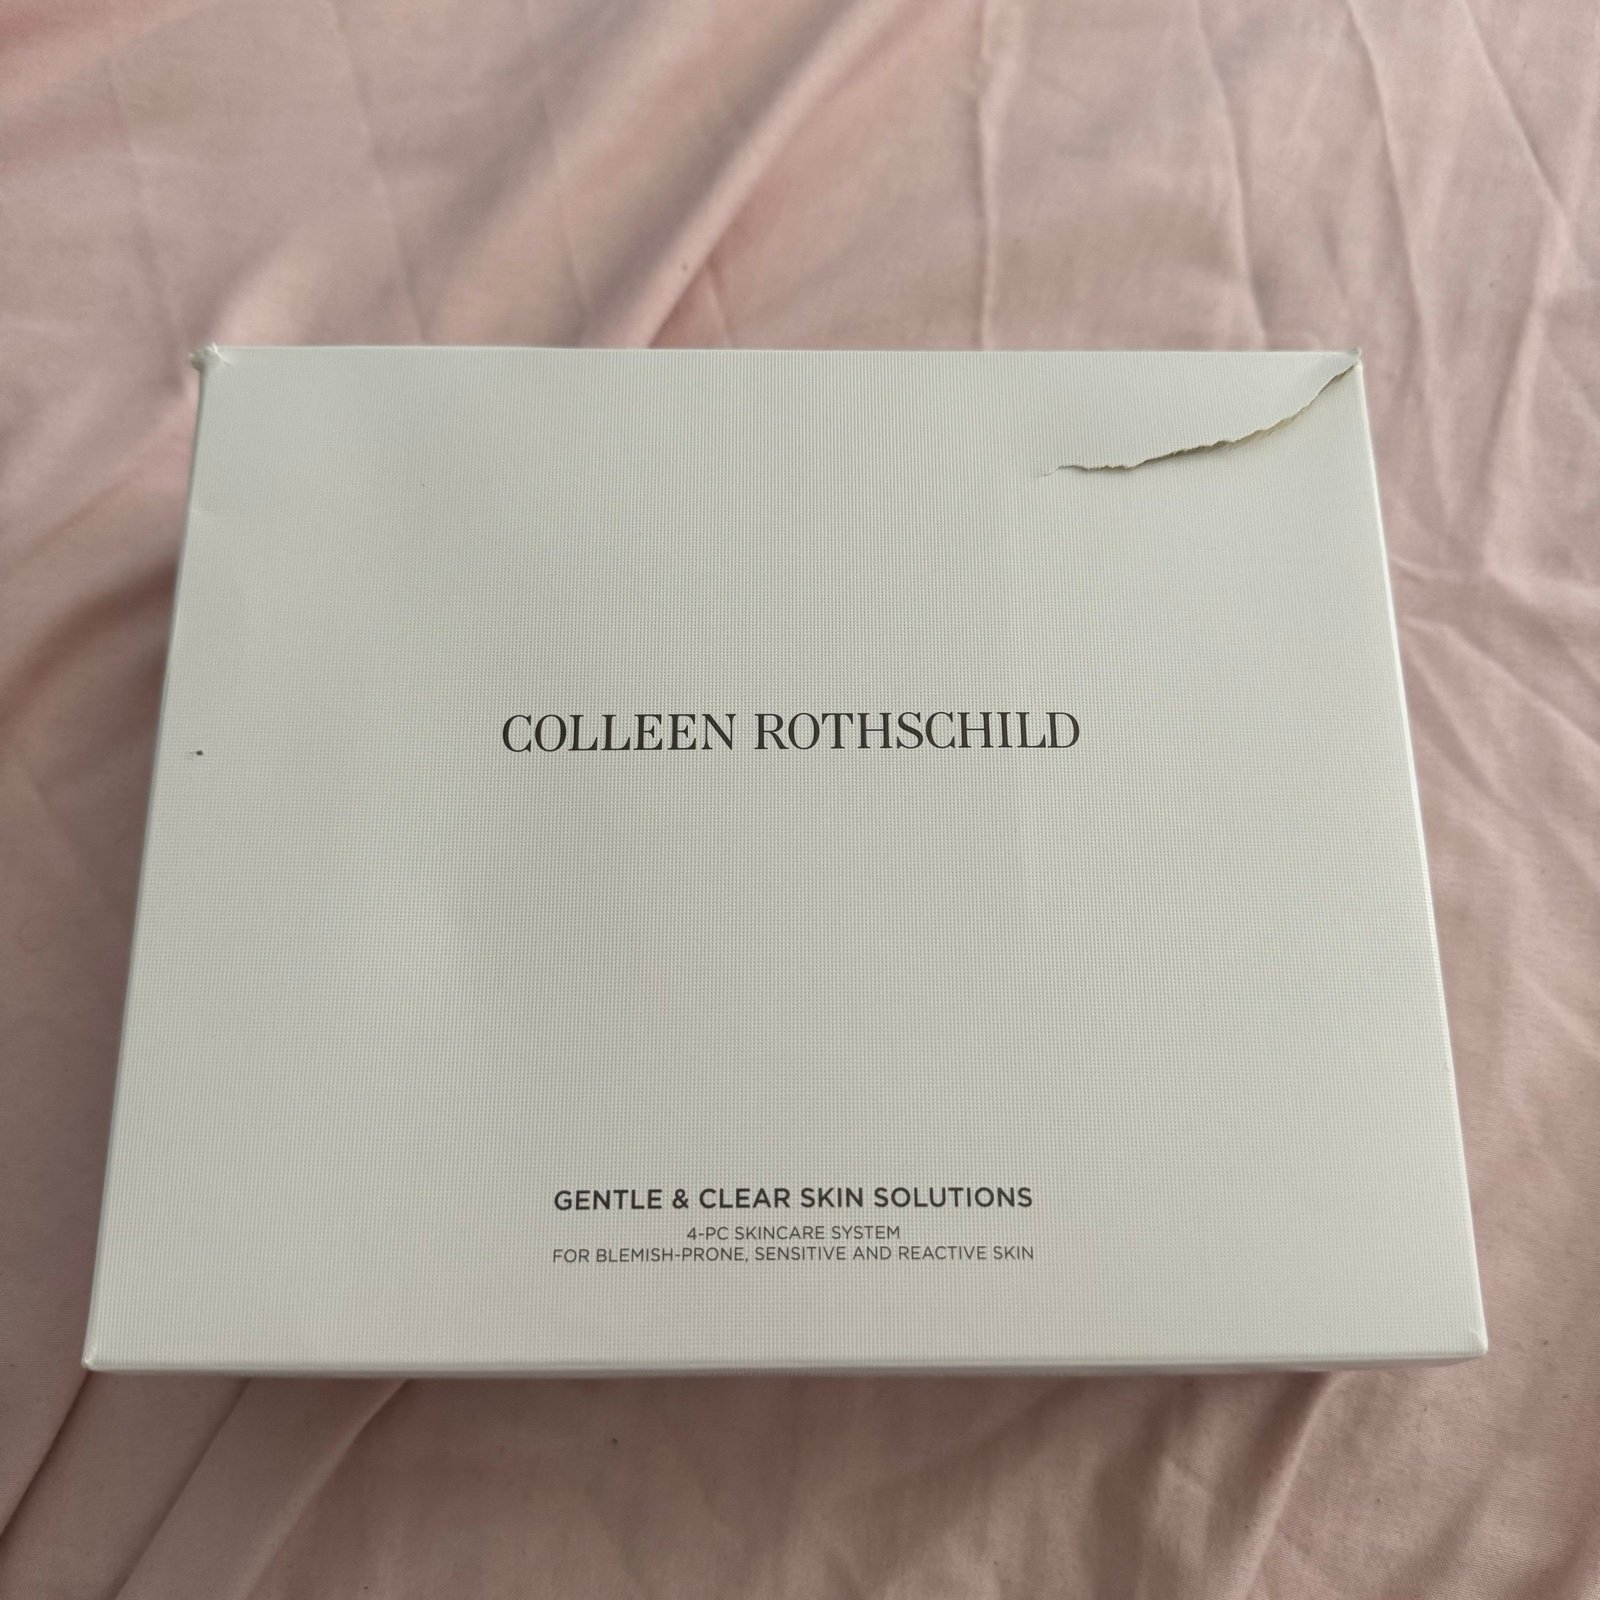 COLLEEN ROTHSCHILD
GENTLE & CLEAR SKIN SOLUTIONS
4-PC SKINCARE SYSTEM
FOR BLEMISH-PRONE, SENSITIVE AND REACTIVE SKIN